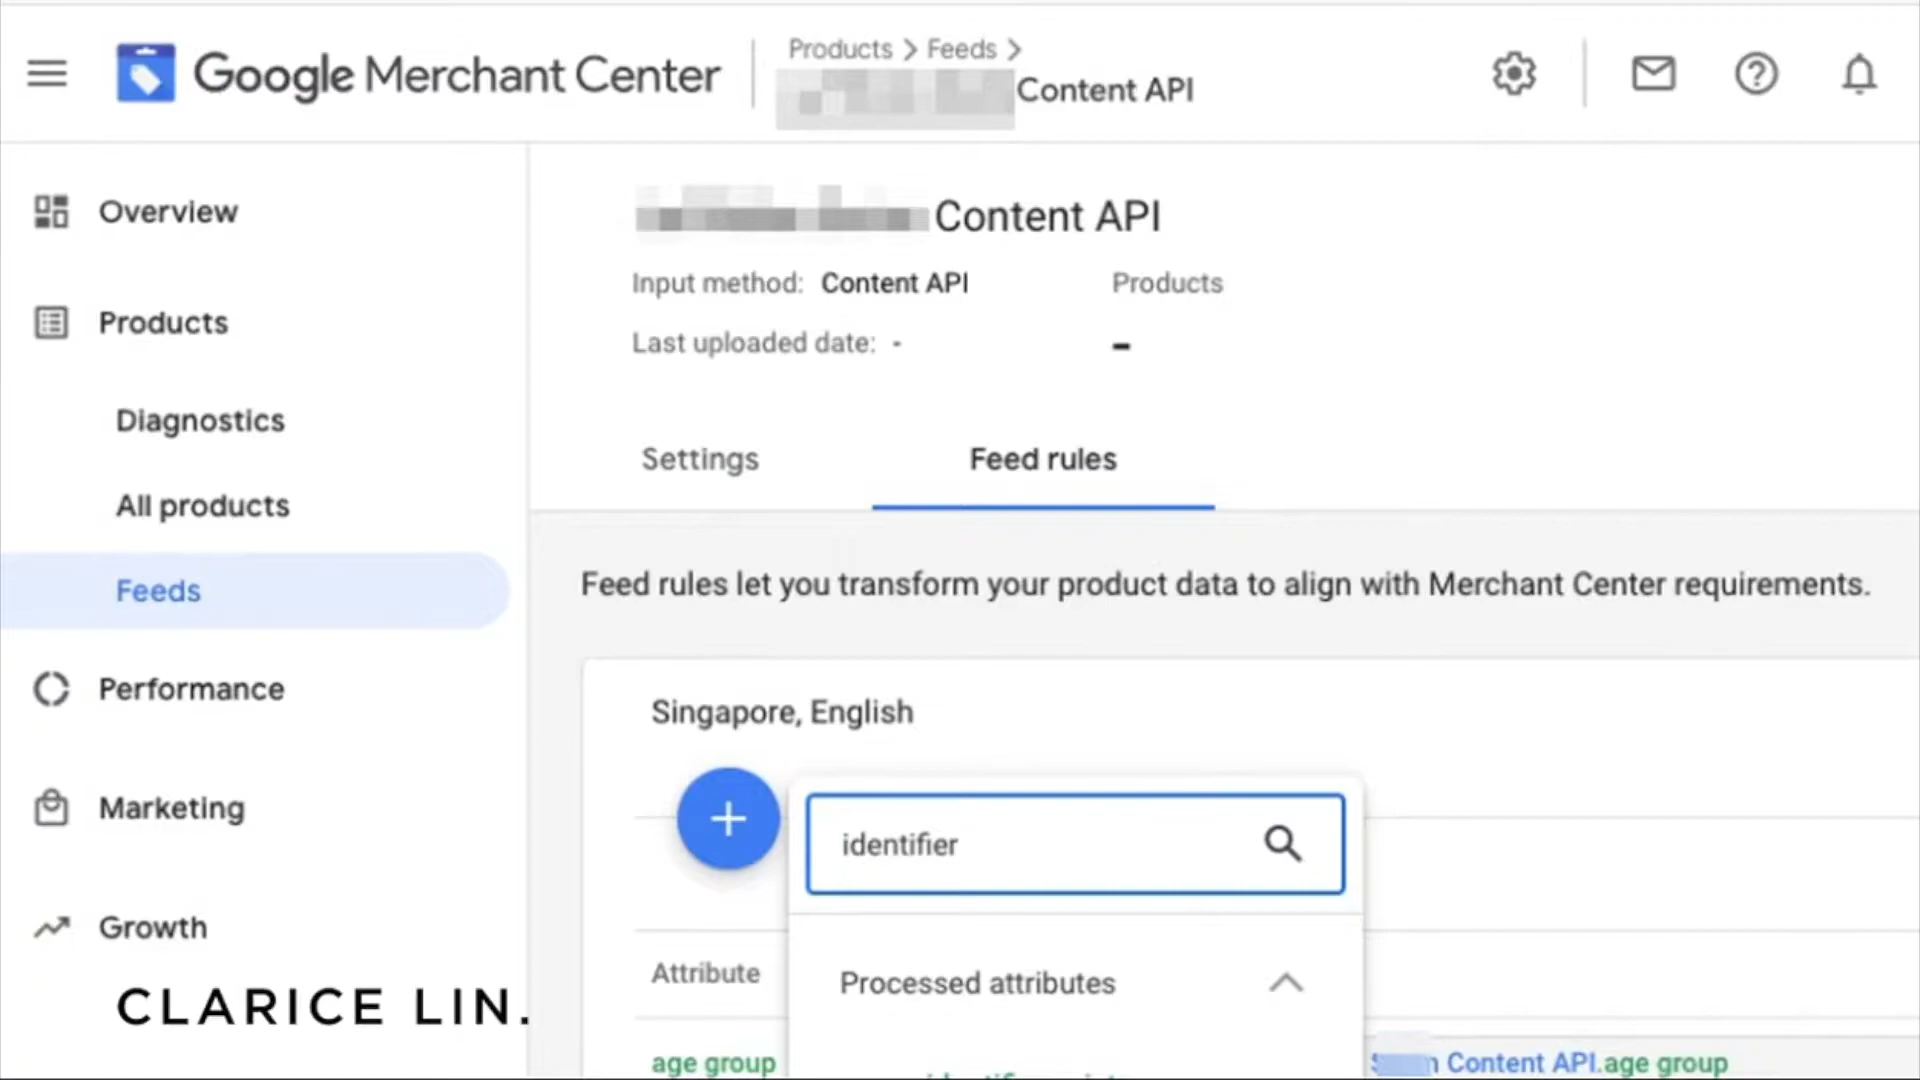 Google Merchant Center
Products > Feeds >
Content API
Overview
Products
Diagnostics
All products
Feeds
Performance
Marketing
Growth
CLARICE LIN.
Content API
Input method: Content API
Products
Last uploaded date: -
-
Settings
Feed rules
Feed rules let you transform your product data to align with Merchant Center requirements.
Singapore, English
identifier
Attribute
Processed attributes
age group
Content API.age group